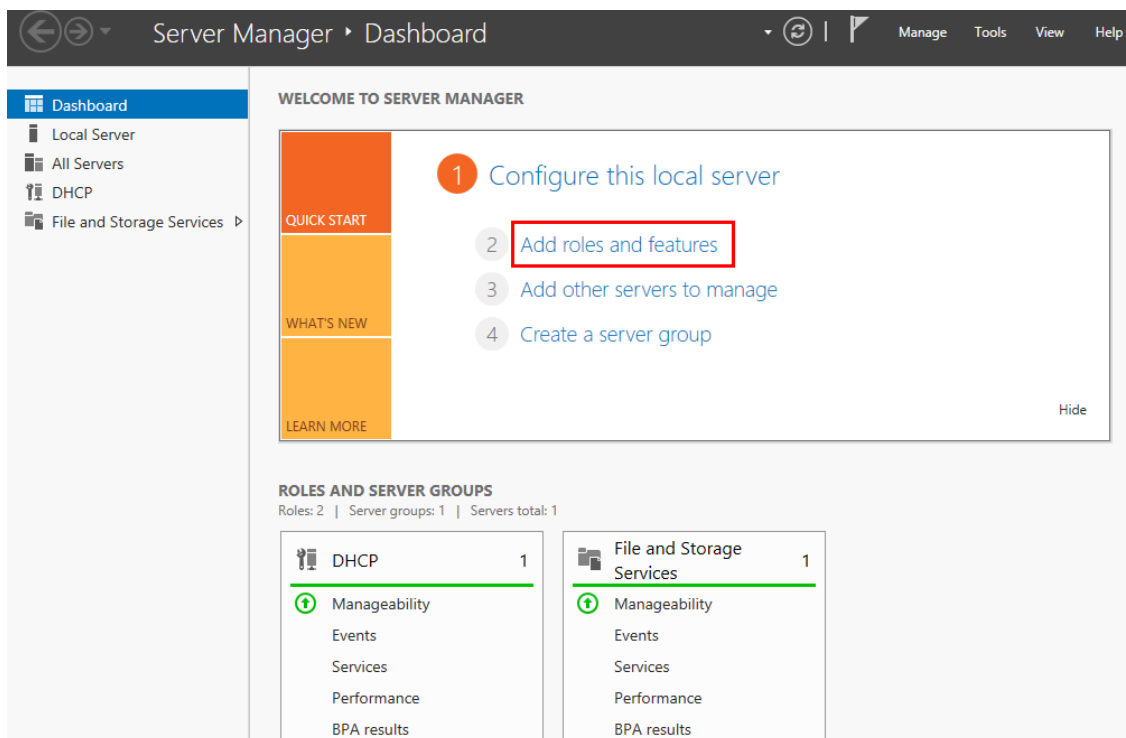 Server Manager ‣ Dashboard
Manage Tools View Help
Dashboard
Local Server
All Servers
DHCP
File and Storage Services
WELCOME TO SERVER MANAGER
QUICK START
WHAT'S NEW
LEARN MORE
1 Configure this local server
2 Add roles and features
3 Add other servers to manage
4 Create a server group
Hide
ROLES AND SERVER GROUPS
Roles: 2 | Server groups: 1 | Servers total: 1
DHCP 1
Manageability
Events
Services
Performance
BPA results
File and Storage
Services 1
Manageability
Events
Services
Performance
BPA results